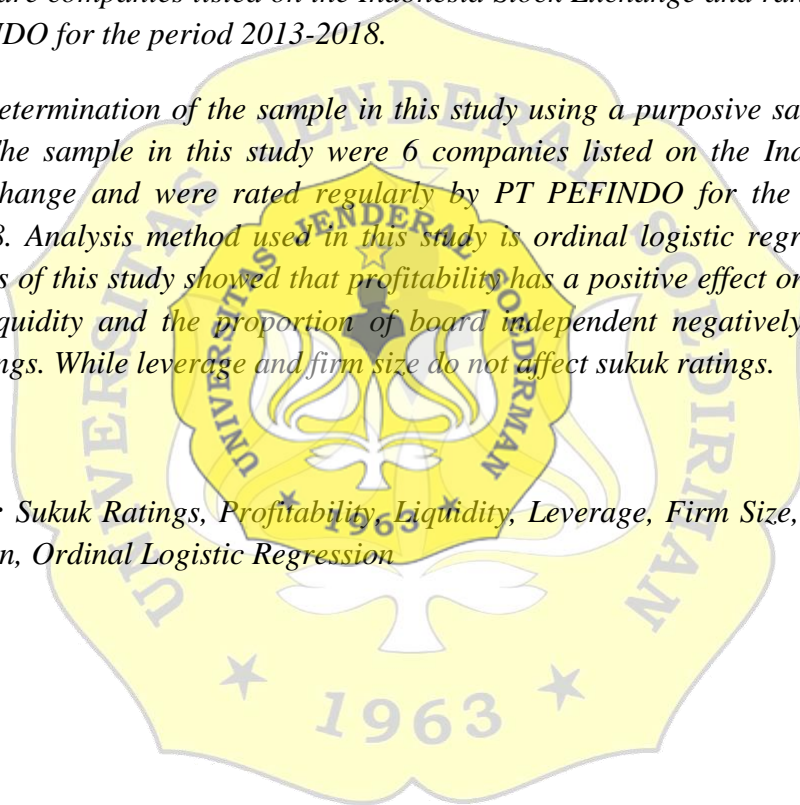 are companies listed on the Indonesia Stock Exchange and ran
NDO for the period 2013-2018.
etermination of the sample in this study using a purposive sa
he sample in this study were 6 companies listed on the Ind
hange and were rated regularly by PT PEFINDO for the
8. Analysis method used in this study is ordinal logistic regr
s of this study showed that profitability has a positive effect or
quidity and the proportion of board independent negatively
ngs. While leverage and firm size do not affect sukuk ratings.
: Sukuk Ratings, Profitability, Liquidity, Leverage, Firm Size,
n, Ordinal Logistic Regression
UNIVERSITAS JENDERAL SOEDIRMAN
1963
UNIVERSITAS JENDERAL SOEDIRMAN
1963